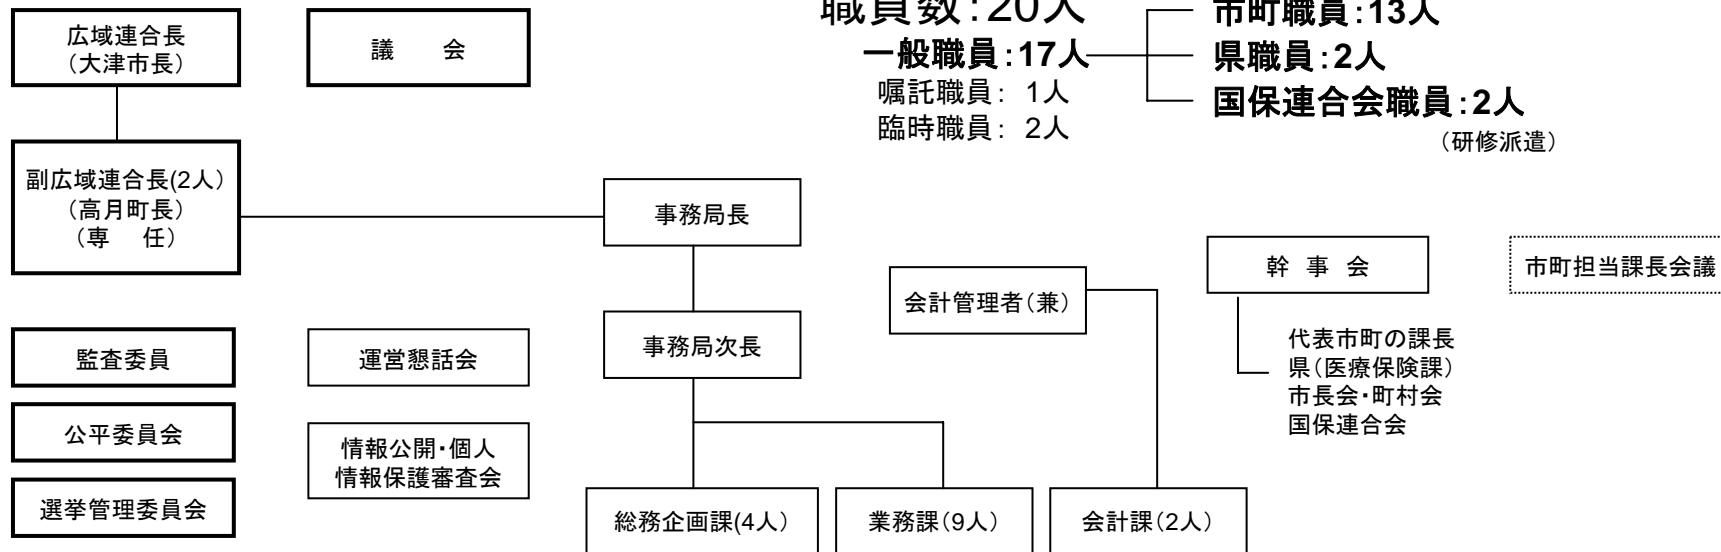 職員数：20人
一般職員：17人
嘱託職員： 1人
臨時職員： 2人
市町職員：13人
県職員：2人
国保連合会職員：2人
（研修派遣）
広域連合長
（大津市長）
議　会
副広域連合長(2人)
（高月町長）
（専　任）
事務局長
事務局次長
会計管理者（兼）
幹 事 会
市町担当課長会議
代表市町の課長
県（医療保険課）
市長会・町村会
国保連合会
監査委員
運営懇話会
公平委員会
情報公開・個人
情報保護審査会
選挙管理委員会
総務企画課(4人）
業務課（9人）
会計課（2人）